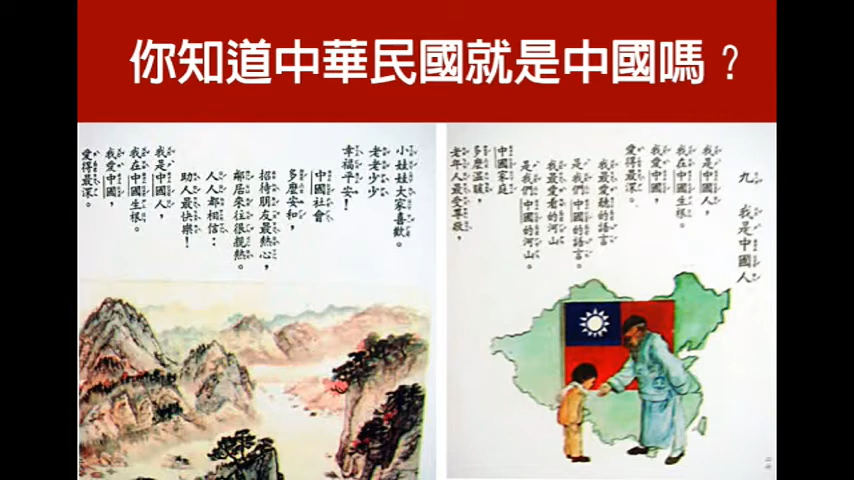 你知道中華民國就是中國嗎？
九　我是中國人
我是中國人，
我在中國生根。
我愛中國，
愛得最深。
我最愛聽的語言
是我們中國的語言。
我最愛看的河山
是我們中國的河山。
中國家庭
多麼溫暖，
老年人最受尊敬，
小娃娃大家喜歡。
老老少少
幸福平安！
中國社會
多麼安和，
招待朋友最熱心，
鄰居來往很親熱。
人人都相信：
助人最快樂！
我是中國人，
我在中國生根。
我愛中國，
愛得最深。